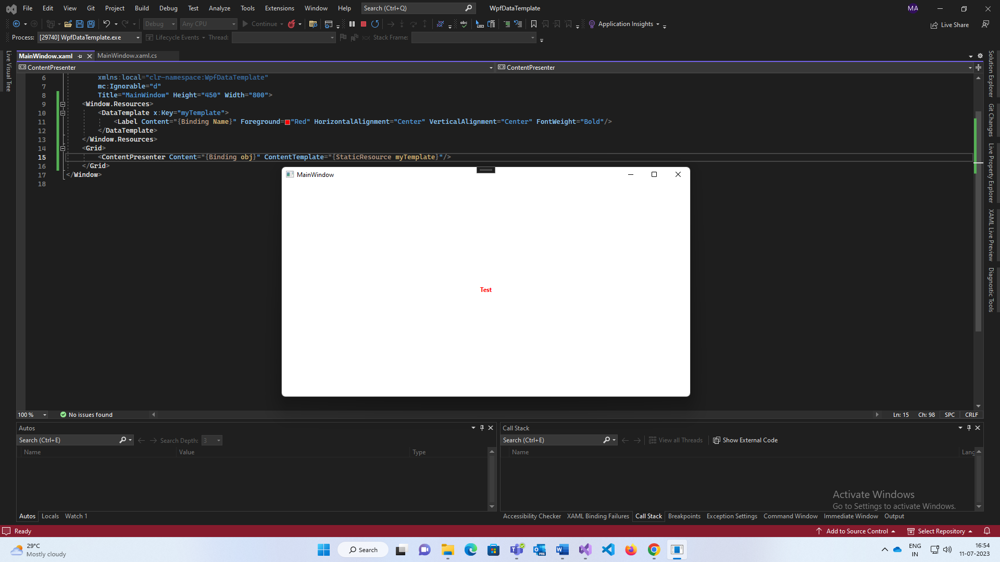 File Edit View Git Project Build Debug Test Analyze Tools Extensions Window Help Search (Ctrl+Q) WpfDataTemplate MA
Debug Any CPU Continue Application Insights Live Share
Process: [29740] WpfDataTemplate.exe Lifecycle Events Thread: Stack Frame:
MainWindow.xaml MainWindow.xaml.cs
ContentPresenter ContentPresenter
6 xmlns:local="clr-namespace:WpfDataTemplate"
7 mc:Ignorable="d"
8 Title="MainWindow" Height="450" Width="800">
9 <Window.Resources>
10 <DataTemplate x:Key="myTemplate">
11 <Label Content="{Binding Name}" Foreground="Red" HorizontalAlignment="Center" VerticalAlignment="Center" FontWeight="Bold"/>
12 </DataTemplate>
13 </Window.Resources>
14 <Grid>
15 <ContentPresenter Content="{Binding obj}" ContentTemplate="{StaticResource myTemplate}"/>
16 </Grid>
17 </Window>
18
Live Visual Tree
MainWindow
Test
Solution Explorer
Git Changes
Live Property Explorer
XAML Live Preview
Diagnostic Tools
100 % No issues found Ln: 15 Ch: 98 SPC CRLF
Autos
Search (Ctrl+E) Search Depth: 3
Name Value Type
Autos Locals Watch 1
Call Stack
Search (Ctrl+E) View all Threads Show External Code
Name Lang
Activate Windows
Go to Settings to activate Windows.
Accessibility Checker XAML Binding Failures Call Stack Breakpoints Exception Settings Command Window Immediate Window Output
Ready Add to Source Control Select Repository
29°C
Mostly cloudy
Search
PRE
ENG
IN
16:54
11-07-2023